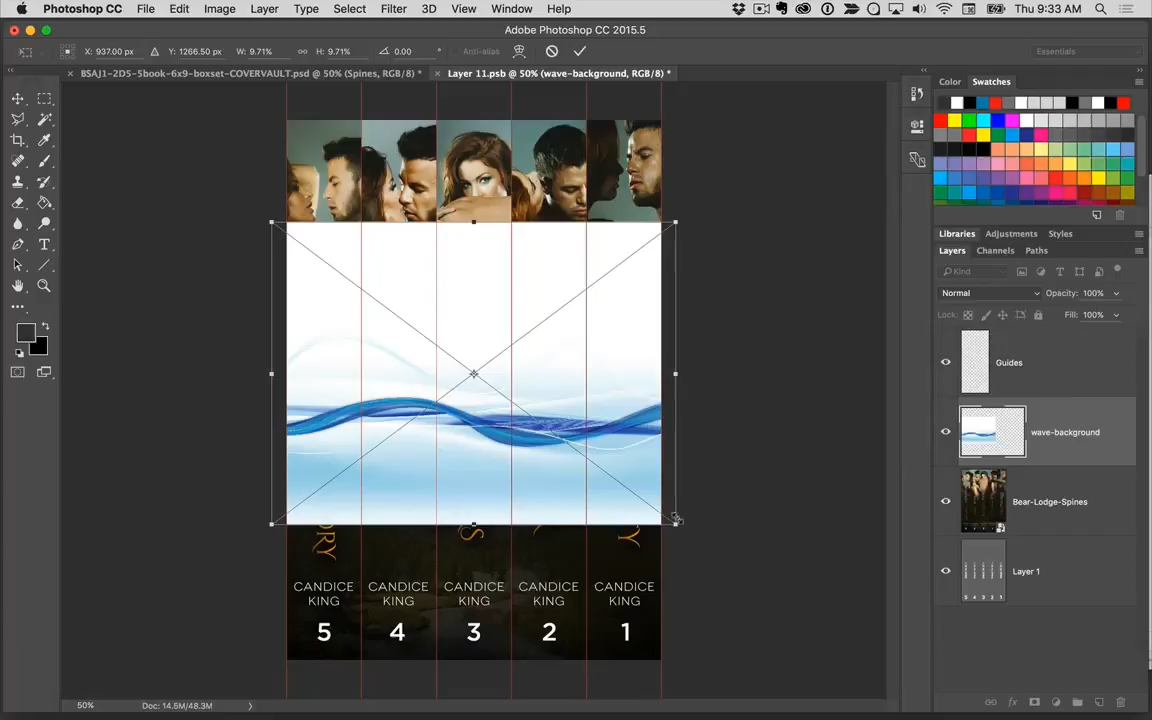 Photoshop CC File Edit Image Layer Type Select Filter 3D View Window Help Thu AM 9:33 AM
Adobe Photoshop CC 2015.5
X: 937.00 px Y: 1266.50 px W: 9.71% H: 9.71% 0.00 ° Anti-alias Essentials
× BSAJ1-2D5-5book-6x9-boxset-COVERVAULT.psd @ 50% (Spines, RGB/8) * × Layer 11.psb @ 50% (wave-background, RGB/8) *
Color Swatches
Libraries Adjustments Styles
Layers Channels Paths
Kind
Normal Opacity: 100%
Lock: Fill: 100%
Guides
wave-background
Bear-Lodge-Spines
Layer 1
ORY S Y
CANDICE CANDICE CANDICE CANDICE CANDICE
KING KING KING KING KING
5 4 3 2 1
50% Doc: 14.5M/48.3M